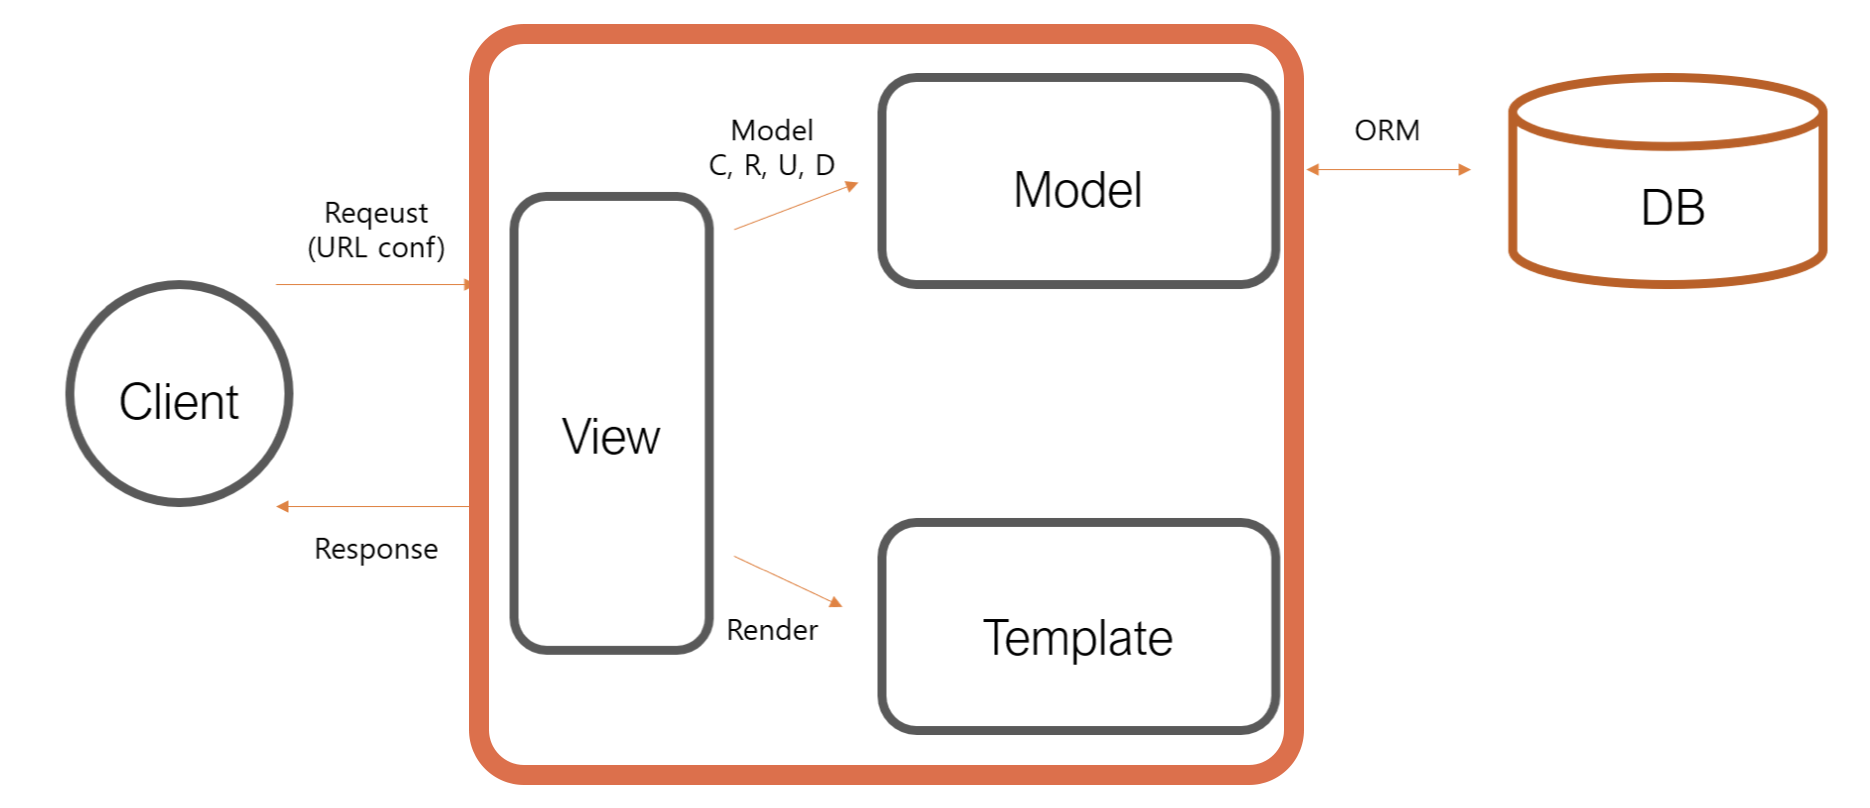 Model
C, R, U, D
Model
ORM
DB
Reqeust
(URL conf)
Client
View
Response
Render
Template